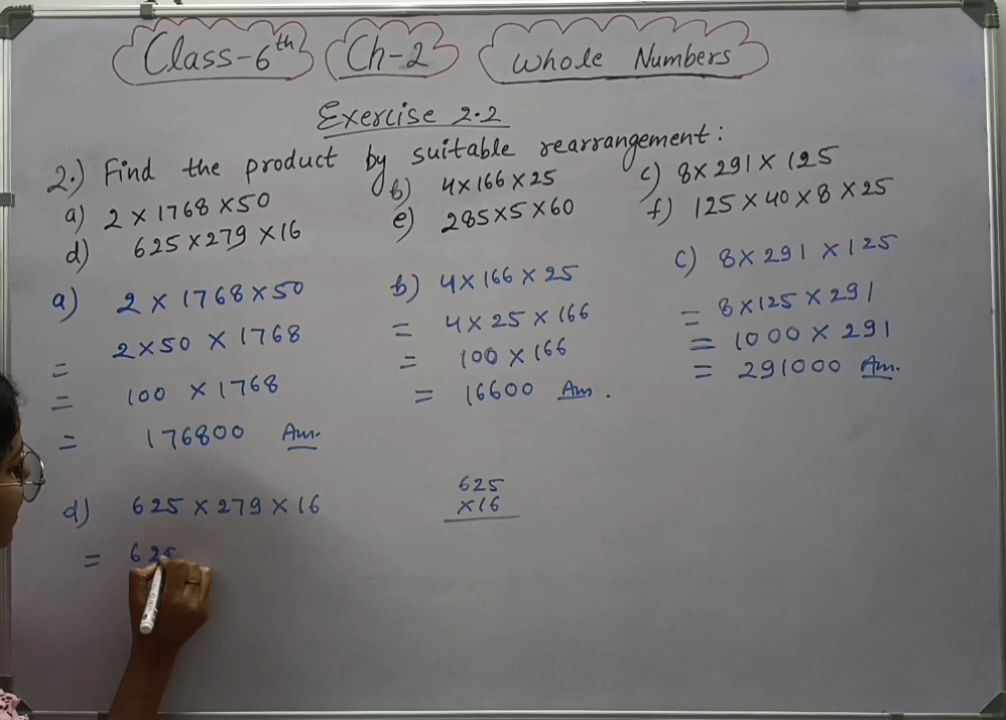 Class-6th Ch-2 Whole Numbers
Exercise 2.2
2.) Find the product by suitable rearrangement:
a) 2 × 1768 × 50 b) 4 × 166 × 25 c) 8 × 291 × 125
d) 625 × 279 × 16 e) 285 × 5 × 60 f) 125 × 40 × 8 × 25
a) 2 × 1768 × 50
= 2 × 50 × 1768
= 100 × 1768
= 176800 Ans.
b) 4 × 166 × 25
= 4 × 25 × 166
= 100 × 166
= 16600 Ans.
c) 8 × 291 × 125
= 8 × 125 × 291
= 1000 × 291
= 291000 Ans.
d) 625 × 279 × 16
= 625
625
×16